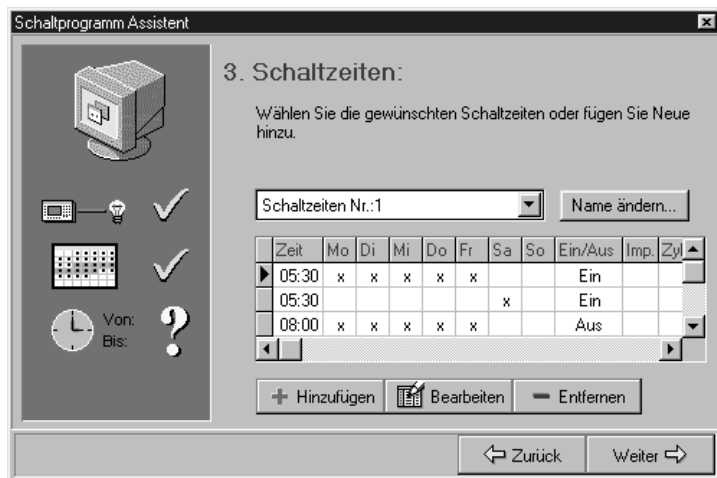 Schaltprogramm Assistent
3. Schaltzeiten:
Wählen Sie die gewünschten Schaltzeiten oder fügen Sie Neue
hinzu.
Schaltzeiten Nr.:1
Name ändern...
Zeit Mo Di Mi Do Fr Sa So Ein/Aus Imp. Zyl
05:30 x x x x x Ein
05:30 x Ein
08:00 x x x x x Aus
Von:
Bis:
?
+ Hinzufügen
Bearbeiten
Entfernen
Zurück
Weiter